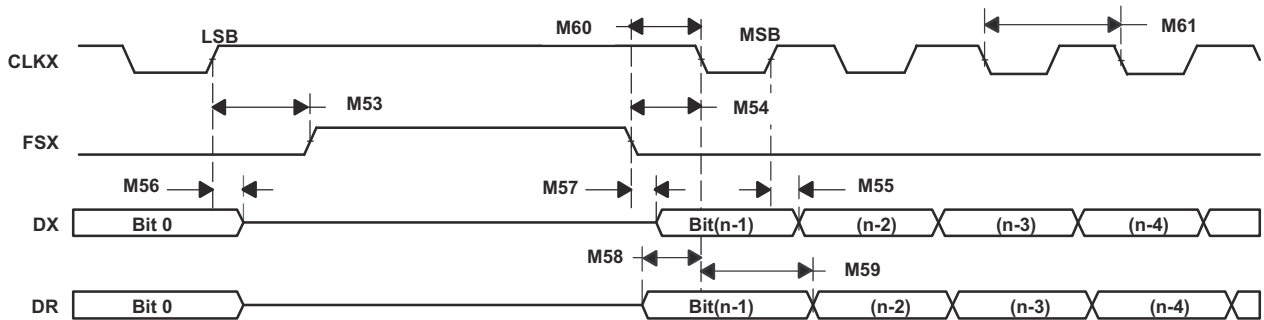 LSB
M60
MSB
M61
CLKX
M53
M54
FSX
M56
M57
M55
DX
Bit 0
Bit(n-1)
(n-2)
(n-3)
(n-4)
M58
M59
DR
Bit 0
Bit(n-1)
(n-2)
(n-3)
(n-4)